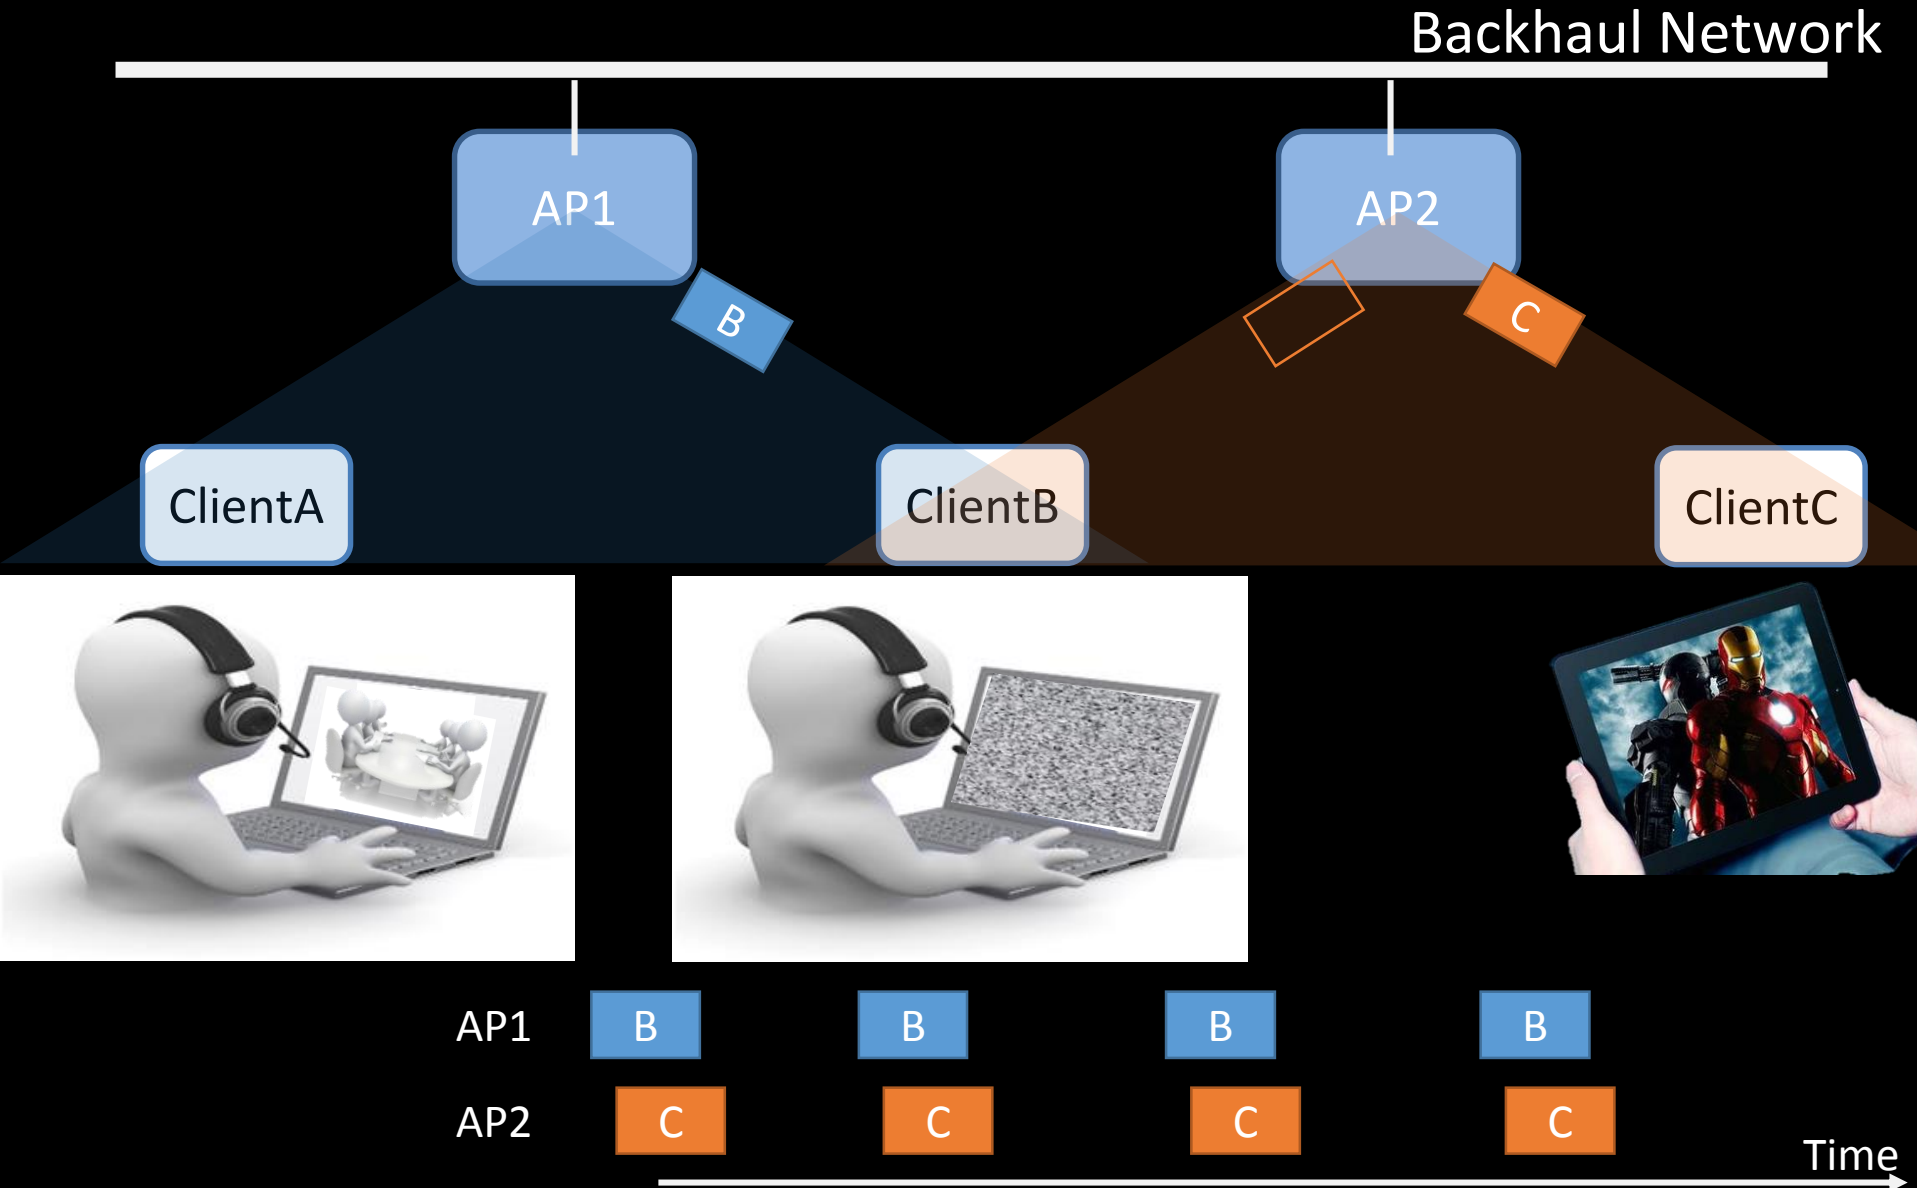 Backhaul Network
AP1
AP2
B
C
ClientA
ClientB
ClientC
AP1 B B B B
AP2 C C C C
Time